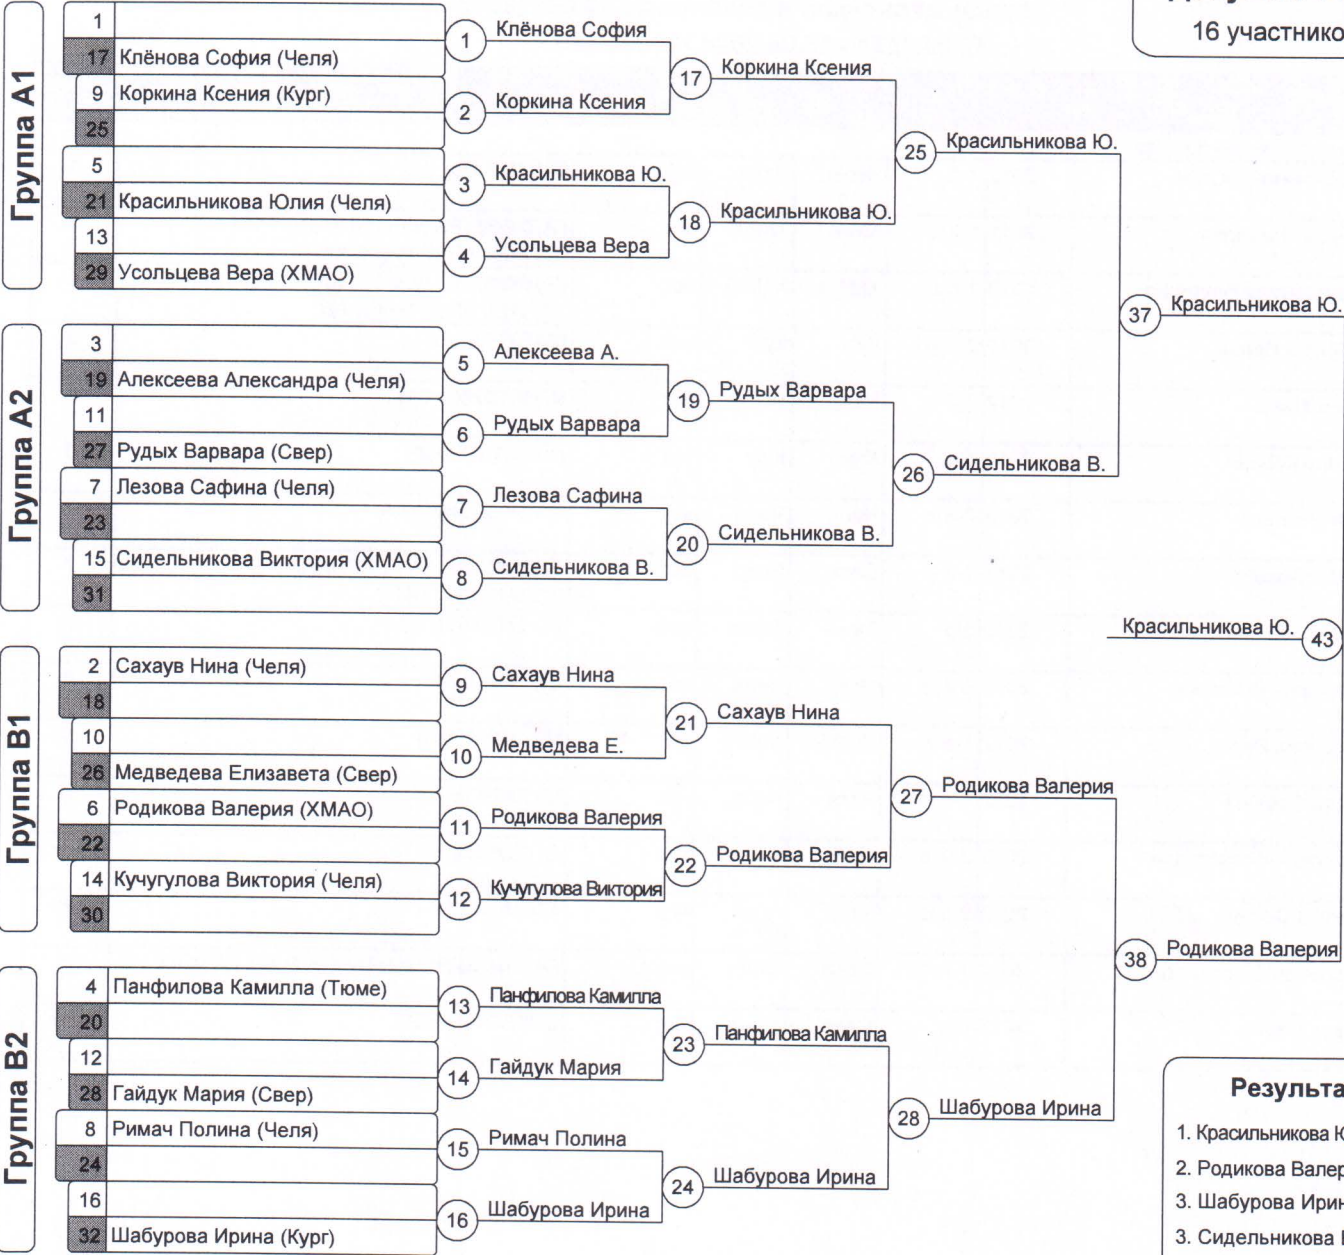 16 участнико
Группа A1
1
17 Клёнова София (Челя)
9 Коркина Ксения (Кург)
25
5
21 Красильникова Юлия (Челя)
13
29 Усольцева Вера (ХМАО)
1 Клёнова София
2 Коркина Ксения
3 Красильникова Ю.
4 Усольцева Вера
17 Коркина Ксения
18 Красильникова Ю.
25 Красильникова Ю.
Группа A2
3
19 Алексеева Александра (Челя)
11
27 Рудых Варвара (Свер)
7 Лезова Сафина (Челя)
23
15 Сидельникова Виктория (ХМАО)
31
5 Алексеева А.
6 Рудых Варвара
7 Лезова Сафина
8 Сидельникова В.
19 Рудых Варвара
20 Сидельникова В.
26 Сидельникова В.
37 Красильникова Ю.
Красильникова Ю. 43
Группа B1
2 Сахаув Нина (Челя)
18
10
26 Медведева Елизавета (Свер)
6 Родикова Валерия (ХМАО)
22
14 Кучугулова Виктория (Челя)
30
9 Сахаув Нина
10 Медведева Е.
11 Родикова Валерия
12 Кучугулова Виктория
21 Сахаув Нина
22 Родикова Валерия
27 Родикова Валерия
Группа B2
4 Панфилова Камилла (Тюме)
20
12
28 Гайдук Мария (Свер)
8 Римач Полина (Челя)
24
16
32 Шабурова Ирина (Кург)
13 Панфилова Камилла
14 Гайдук Мария
15 Римач Полина
16 Шабурова Ирина
23 Панфилова Камилла
24 Шабурова Ирина
28 Шабурова Ирина
38 Родикова Валерия
Результа
1. Красильникова К
2. Родикова Валер
3. Шабурова Ирин
3. Сидельникова